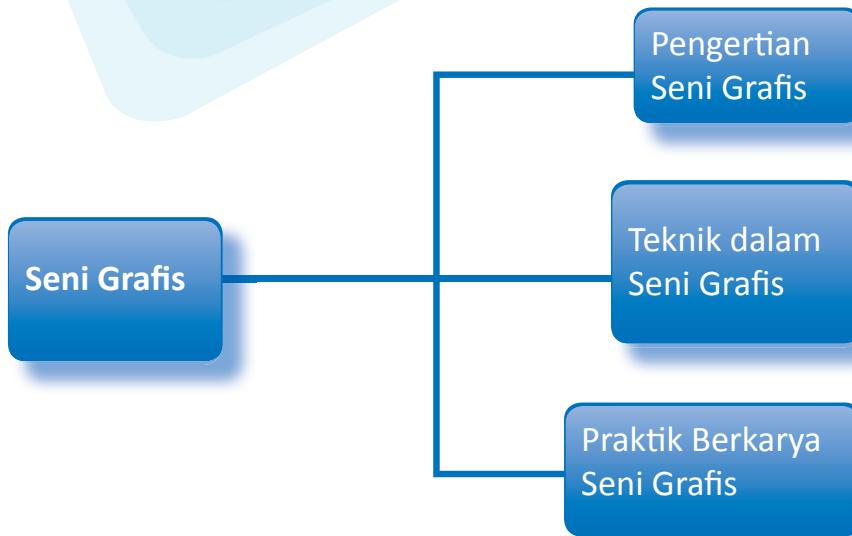 Pengertian
Seni Grafis
Seni Grafis
Teknik dalam
Seni Grafis
Praktik Berkarya
Seni Grafis